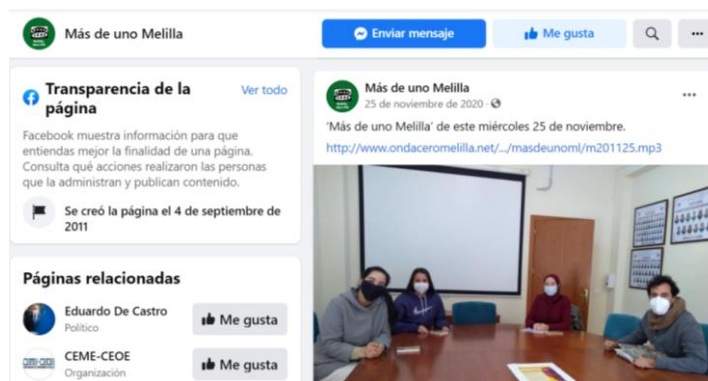 Más de uno Melilla
Enviar mensaje
Me gusta
Transparencia de la
página
Ver todo
Facebook muestra información para que
entiendas mejor la finalidad de una página.
Consulta qué acciones realizaron las personas
que la administran y publican contenido.
Se creó la página el 4 de septiembre de
2011
Páginas relacionadas
Eduardo De Castro
Político
Me gusta
CEME-CEOE
Organización
Me gusta
Más de uno Melilla
25 de noviembre de 2020 ·
'Más de uno Melilla' de este miércoles 25 de noviembre.
http://www.ondaceromelilla.net/.../masdeunoml/m201125.mp3